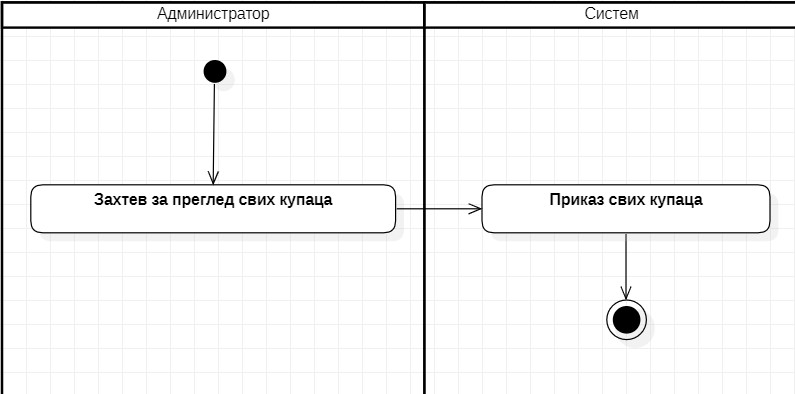 Администратор
Систем
Захтев за преглед свих купаца
Приказ свих купаца